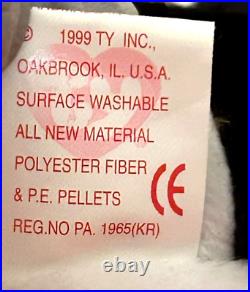 © 1999 TY INC.,
OAKBROOK, IL. U.S.A.
SURFACE WASHABLE
ALL NEW MATERIAL
POLYESTER FIBER
& P.E. PELLETS
REG.NO PA. 1965(KR)
CE